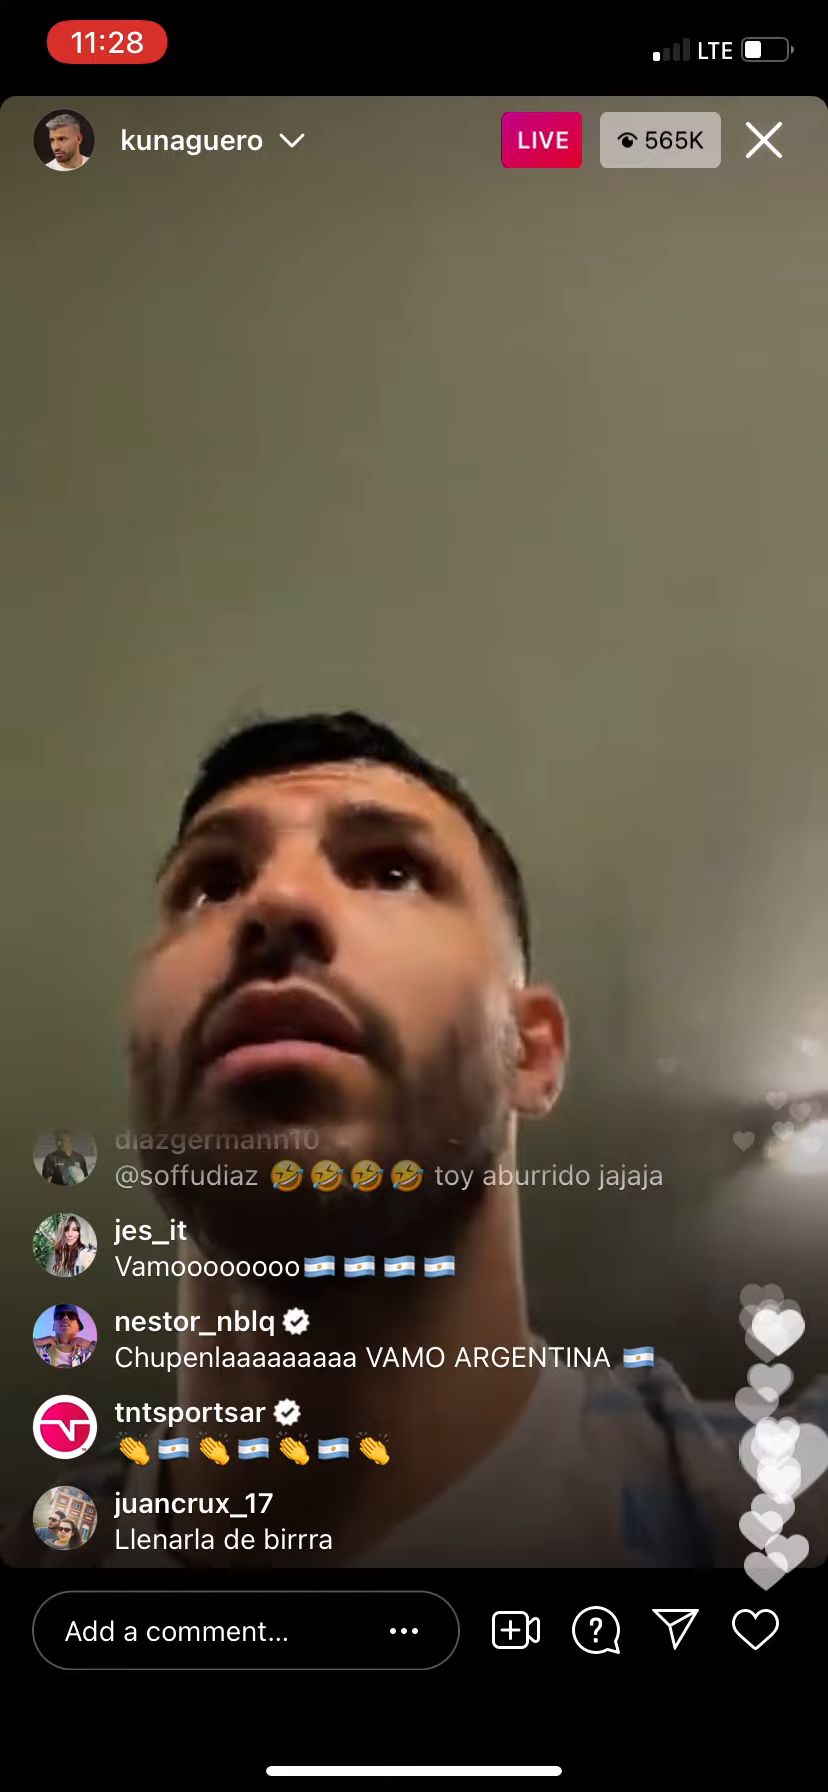 11:28
LTE
kunaguero
LIVE
565K
diazgermann10
@soffudiaz 🤣🤣🤣🤣 toy aburrido jajaja
jes_it
Vamoooooooo🇦🇷🇦🇷🇦🇷🇦🇷
nestor_nblq
Chupenlaaaaaaaaa VAMO ARGENTINA 🇦🇷
tntsportsar
👏🇦🇷👏🇦🇷👏🇦🇷👏
juancrux_17
Llenarla de birrra
Add a comment...